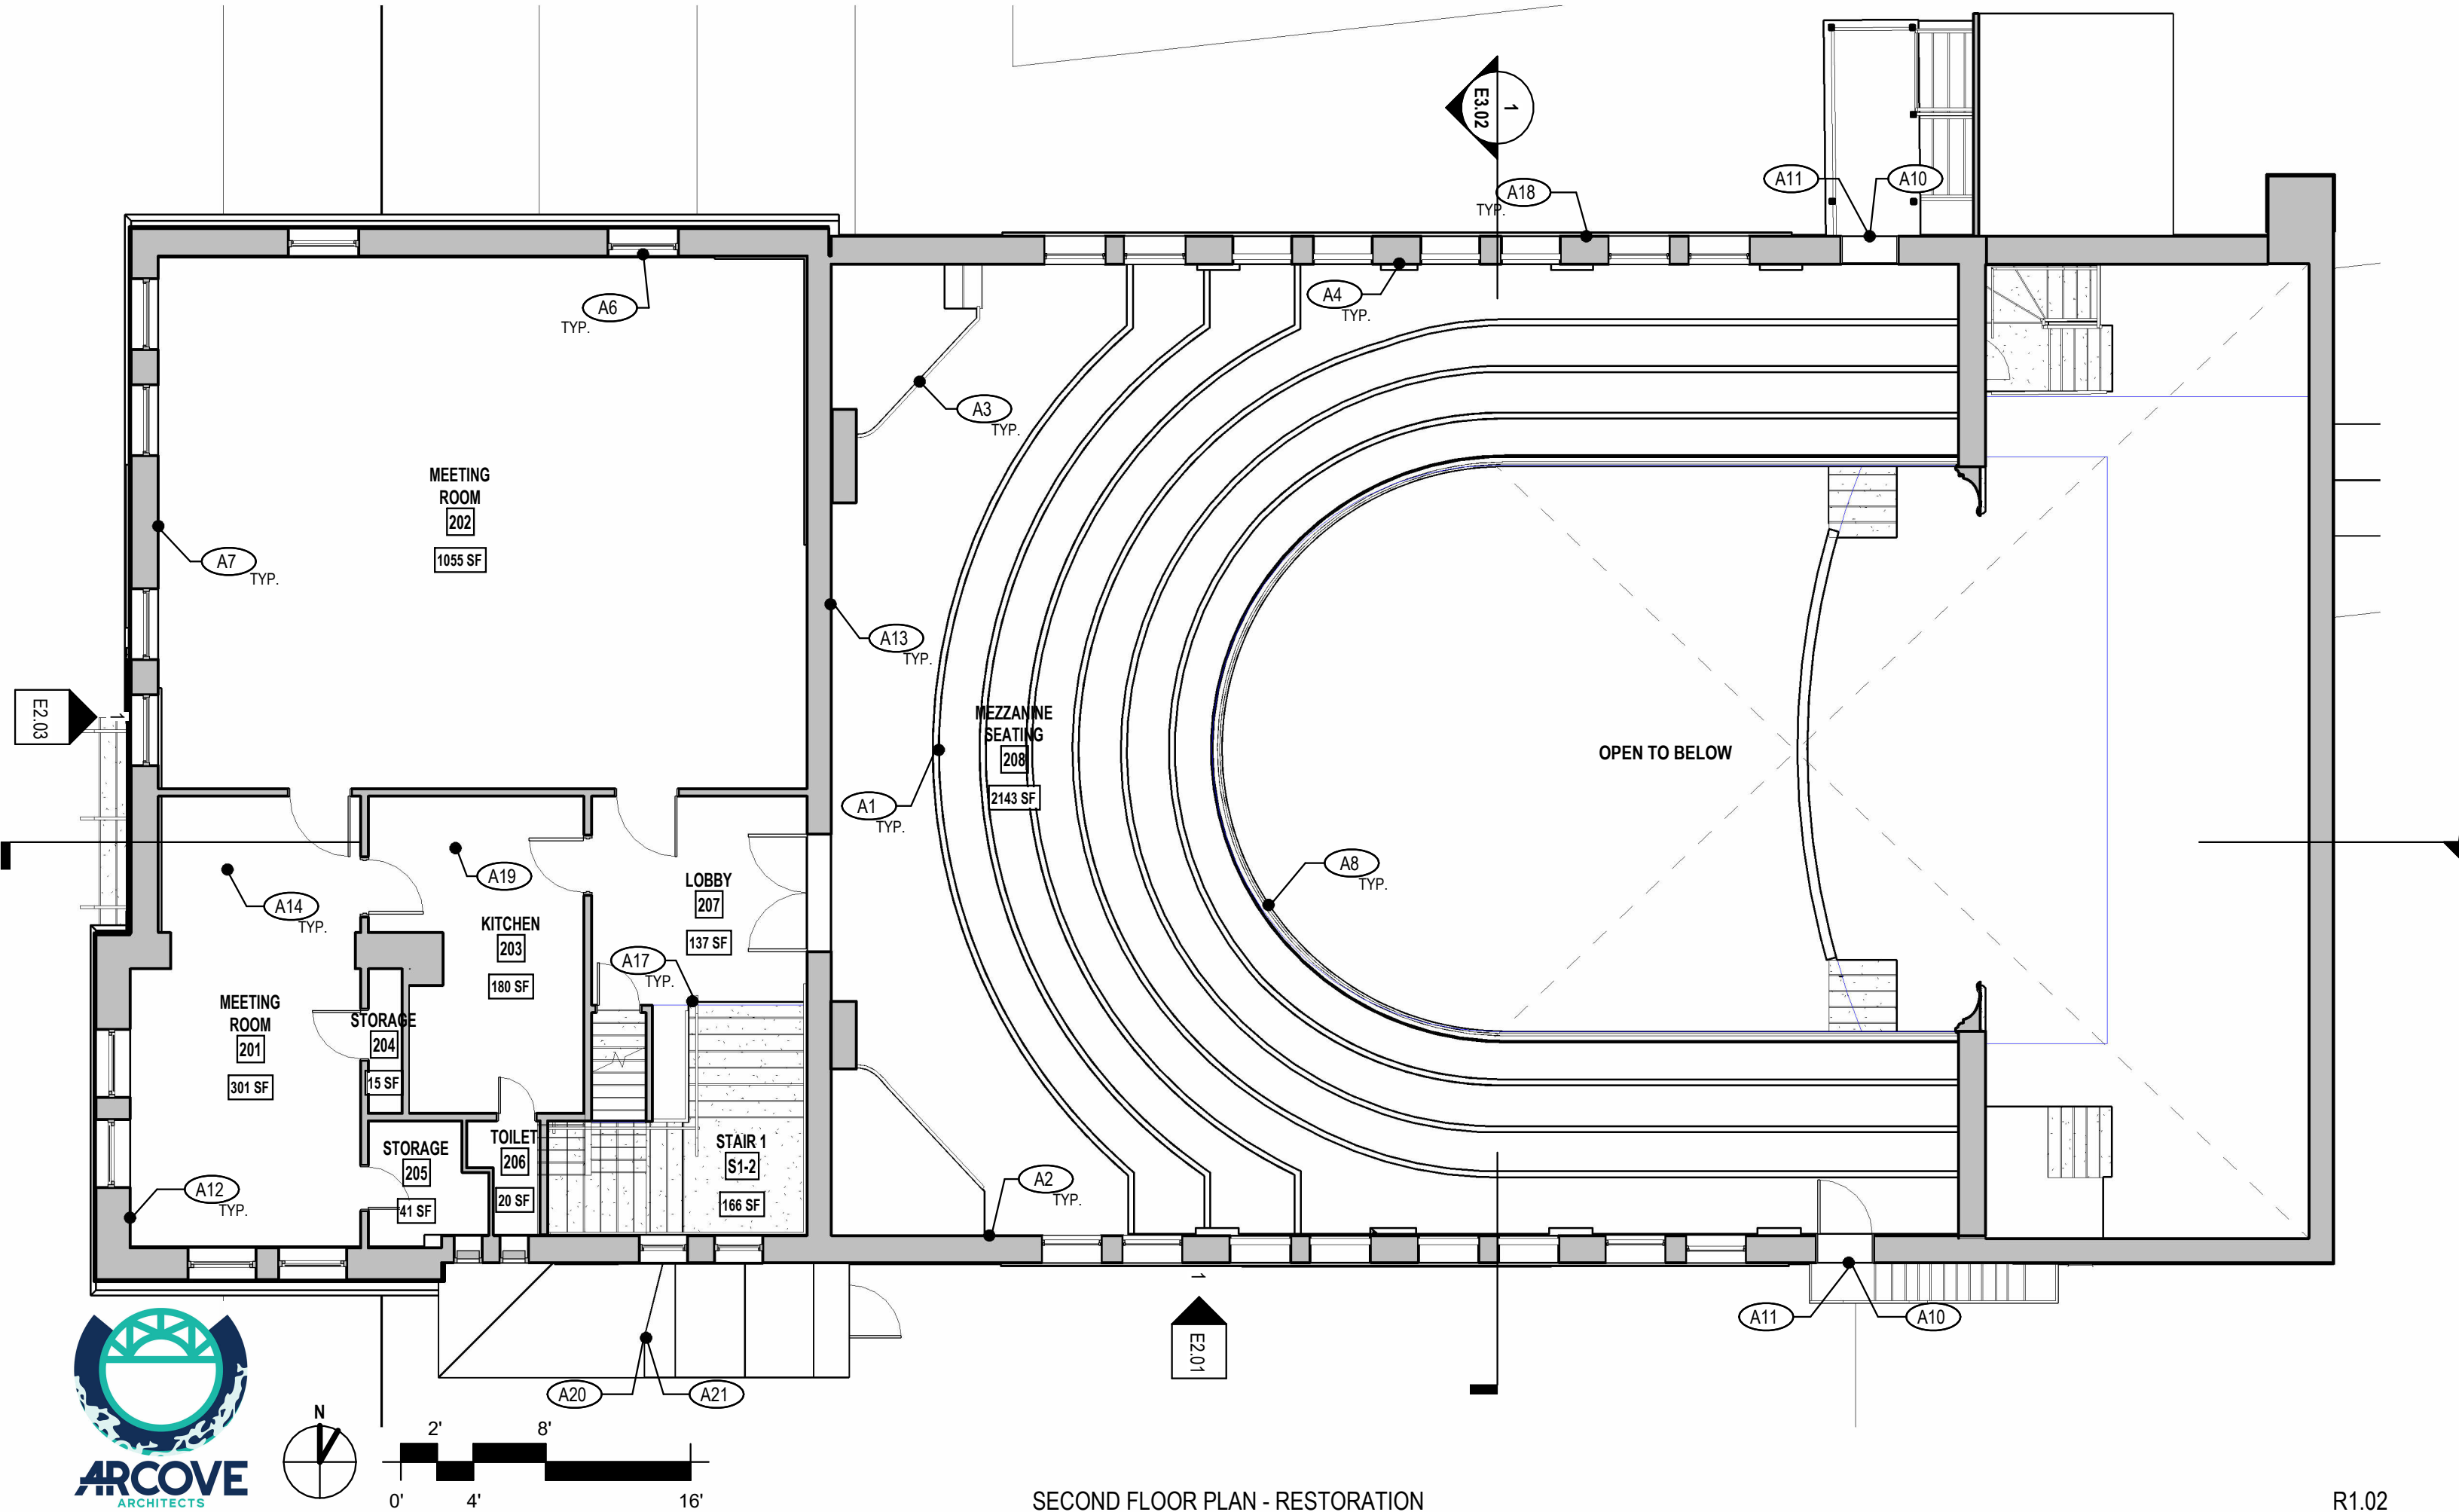 1
E3.02
A11
A10
A18
TYP.
A6
TYP.
A4
TYP.
A3
TYP.
MEETING
ROOM
202
1055 SF
A7
TYP.
A13
TYP.
E2.03
1
MEZZANINE
SEATING
208
2143 SF
OPEN TO BELOW
A1
TYP.
A8
TYP.
A19
A14
TYP.
LOBBY
207
137 SF
KITCHEN
203
180 SF
A17
TYP.
MEETING
ROOM
201
301 SF
STORAGE
204
15 SF
STORAGE
205
41 SF
TOILET
206
20 SF
STAIR 1
S1-2
166 SF
A12
TYP.
A2
TYP.
1
E2.01
A11
A10
A20
A21
ARCOVE
ARCHITECTS
N
2'
8'
0'
4'
16'
SECOND FLOOR PLAN - RESTORATION
R1.02